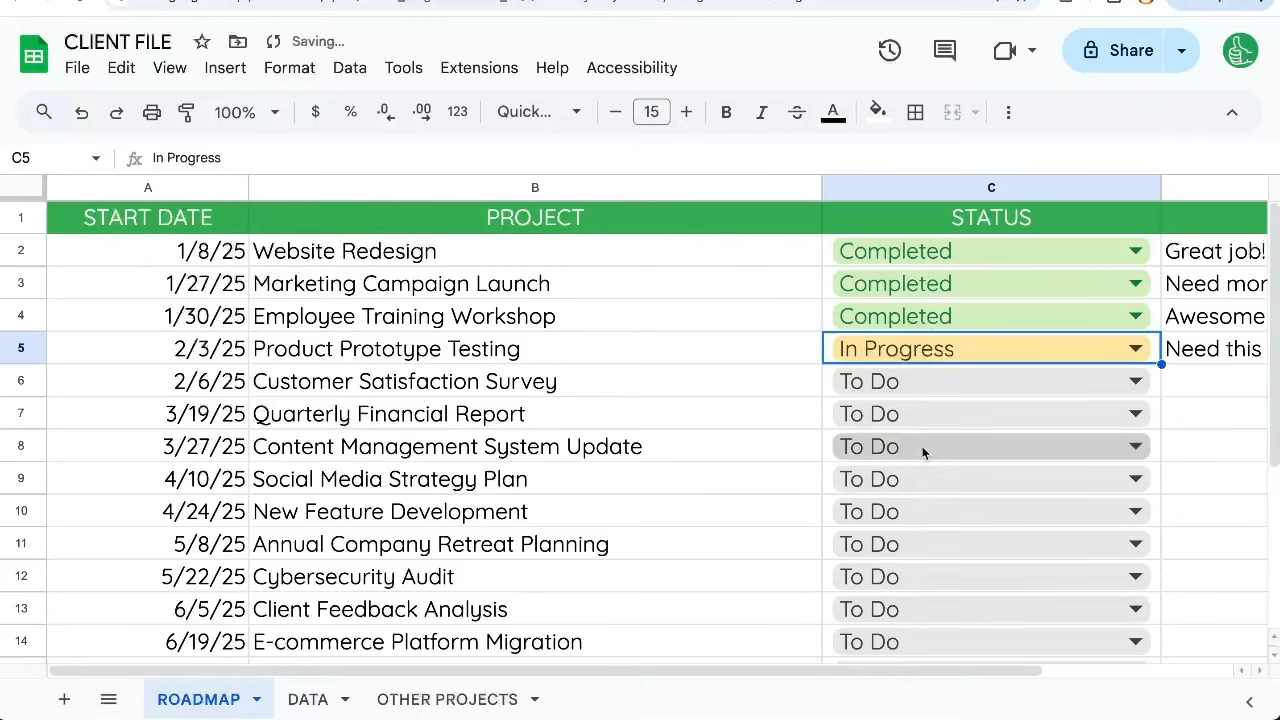 CLIENT FILE Saving...
File Edit View Insert Format Data Tools Extensions Help Accessibility
Share
100% $ % .0 .00 123 Quick... 15 B I A
C5 In Progress
A B C
1 START DATE PROJECT STATUS
2 1/8/25 Website Redesign Completed Great job!
3 1/27/25 Marketing Campaign Launch Completed Need mor
4 1/30/25 Employee Training Workshop Completed Awesome
5 2/3/25 Product Prototype Testing In Progress Need this
6 2/6/25 Customer Satisfaction Survey To Do
7 3/19/25 Quarterly Financial Report To Do
8 3/27/25 Content Management System Update To Do
9 4/10/25 Social Media Strategy Plan To Do
10 4/24/25 New Feature Development To Do
11 5/8/25 Annual Company Retreat Planning To Do
12 5/22/25 Cybersecurity Audit To Do
13 6/5/25 Client Feedback Analysis To Do
14 6/19/25 E-commerce Platform Migration To Do
ROADMAP DATA OTHER PROJECTS